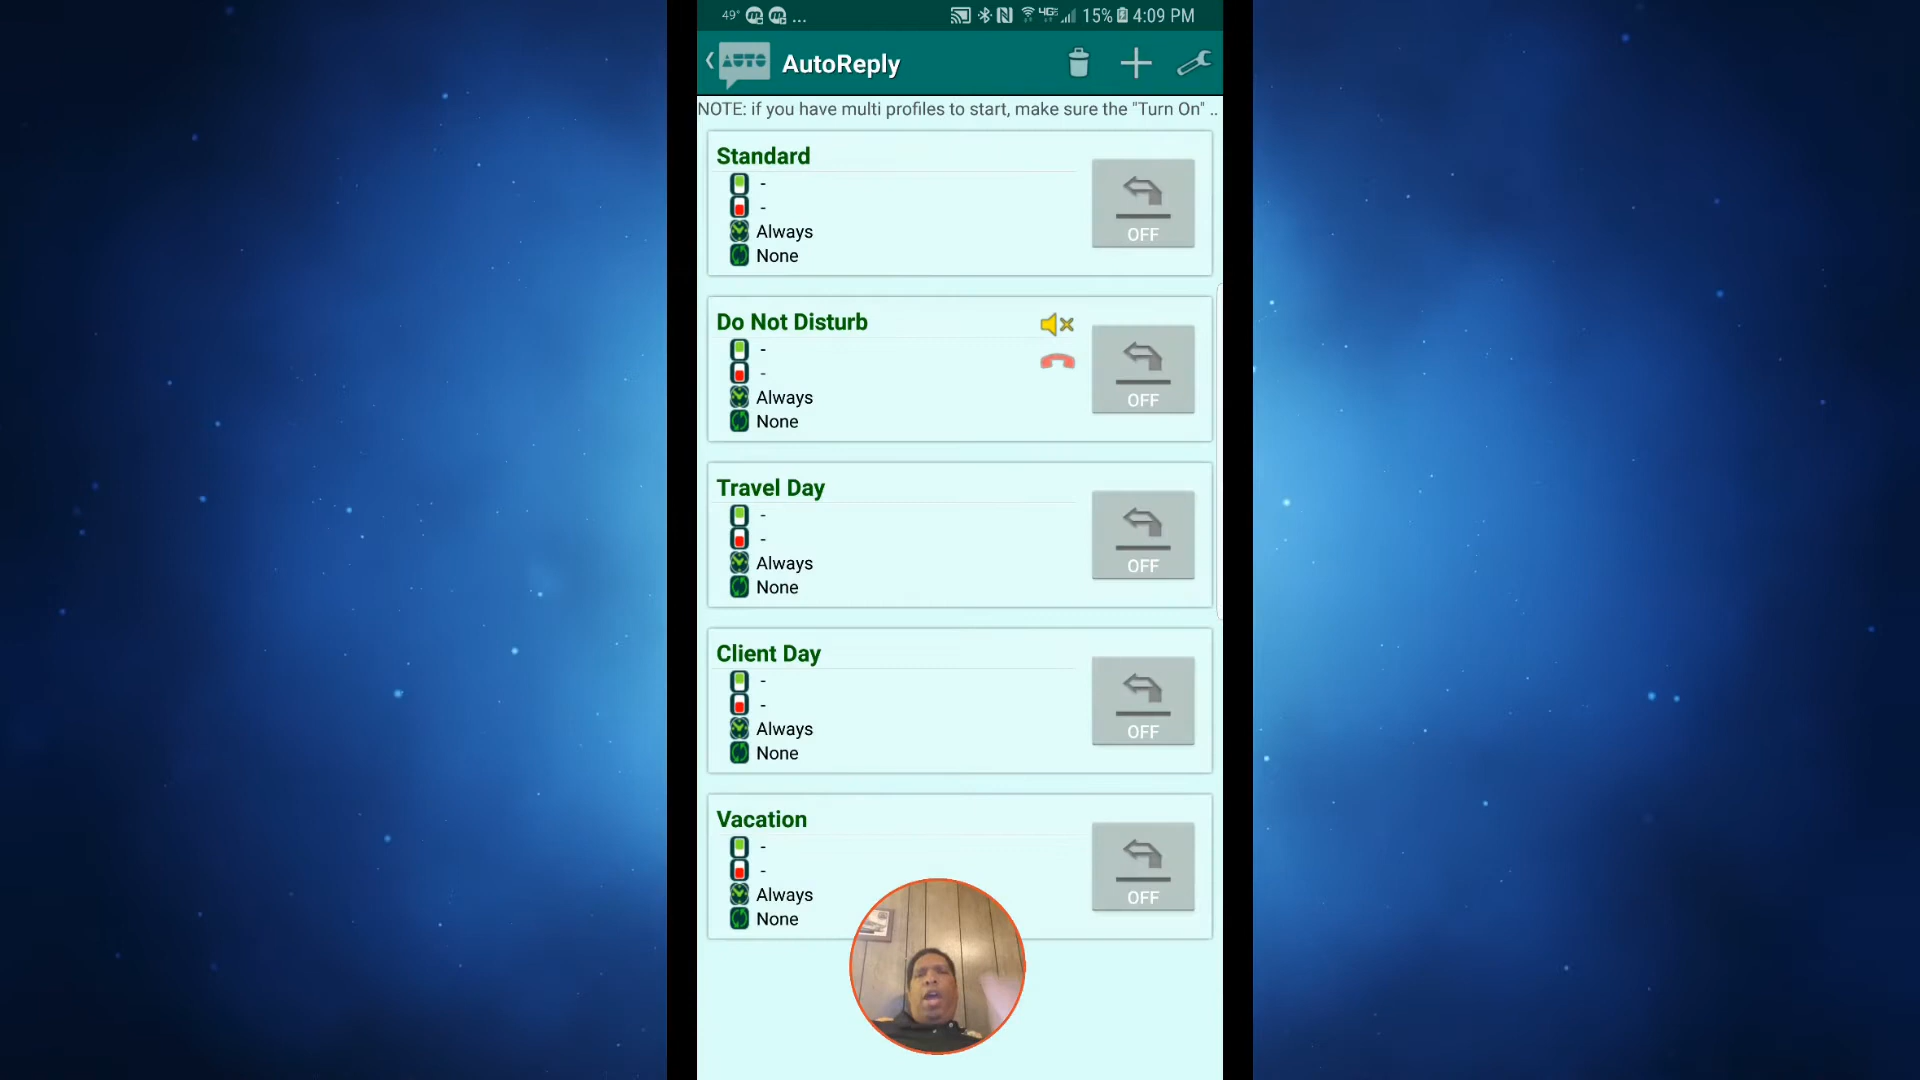 49° ... 4G 15% 4:09 PM
AUTO AutoReply
NOTE: if you have multi profiles to start, make sure the "Turn On" ..
Standard
-
-
Always
None
OFF
Do Not Disturb
-
-
Always
None
OFF
Travel Day
-
-
Always
None
OFF
Client Day
-
-
Always
None
OFF
Vacation
-
-
Always
None
OFF